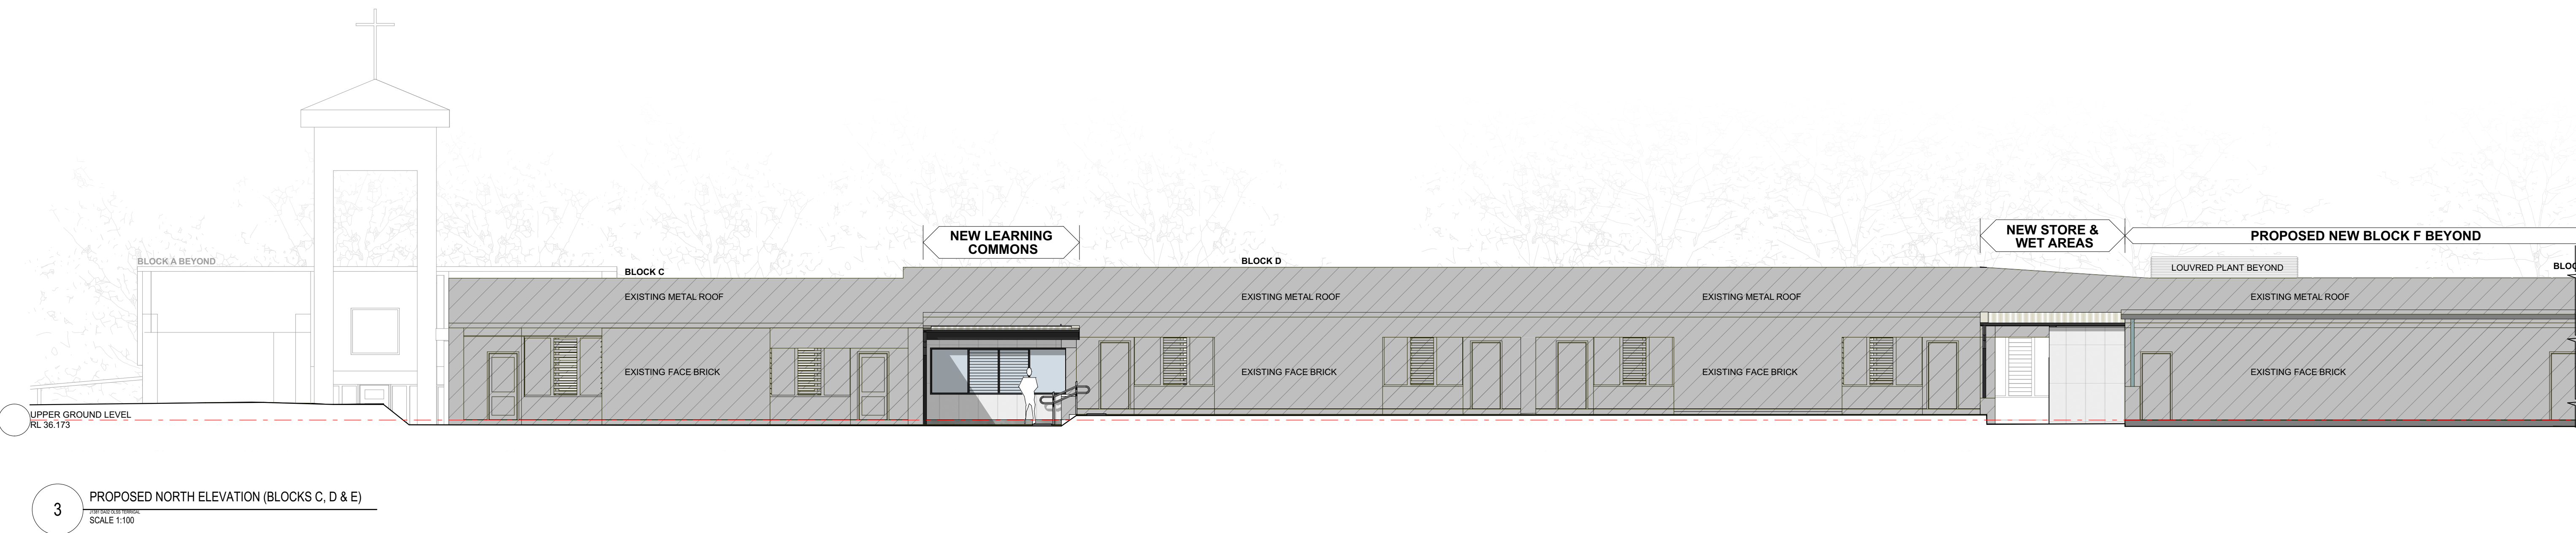 NEW LEARNING
COMMONS
NEW STORE &
WET AREAS
PROPOSED NEW BLOCK F BEYOND
BLOCK A BEYOND
BLOCK C
BLOCK D
LOUVRED PLANT BEYOND
EXISTING METAL ROOF
EXISTING METAL ROOF
EXISTING METAL ROOF
EXISTING METAL ROOF
EXISTING FACE BRICK
EXISTING FACE BRICK
EXISTING FACE BRICK
EXISTING FACE BRICK
UPPER GROUND LEVEL
RL 36.173
3
PROPOSED NORTH ELEVATION (BLOCKS C, D & E)
SCALE 1:100